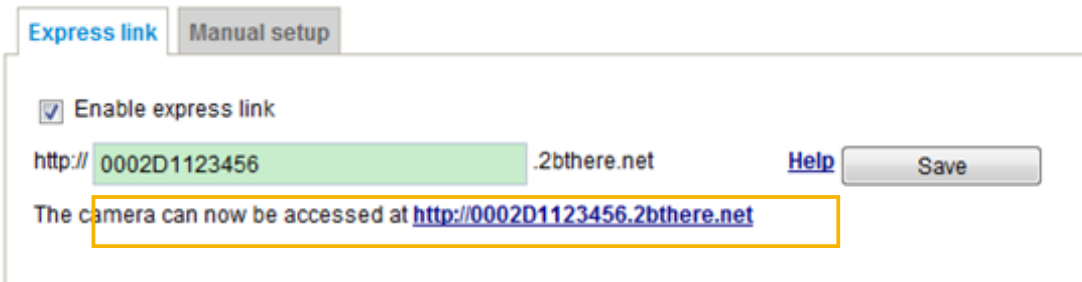 Express link Manual setup
Enable express link
http:// 0002D1123456 .2bthere.net Help Save
The camera can now be accessed at http://0002D1123456.2bthere.net